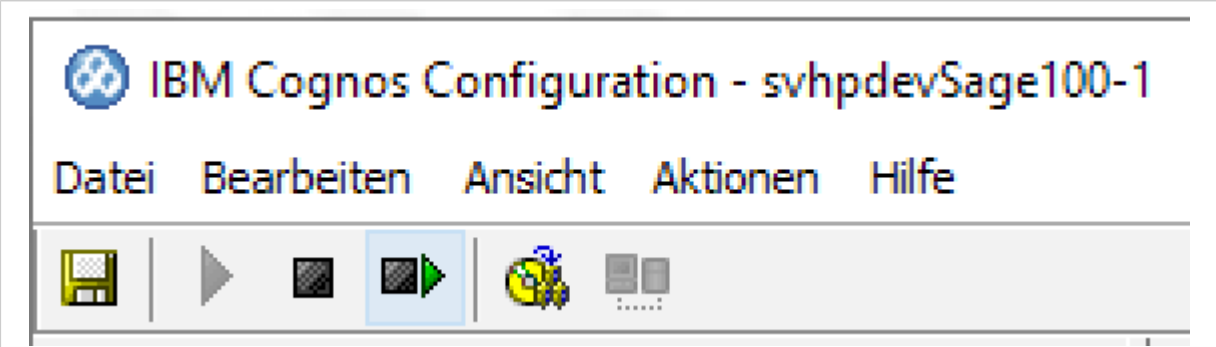 IBM Cognos Configuration - svhpdevSage100-1
Datei Bearbeiten Ansicht Aktionen Hilfe